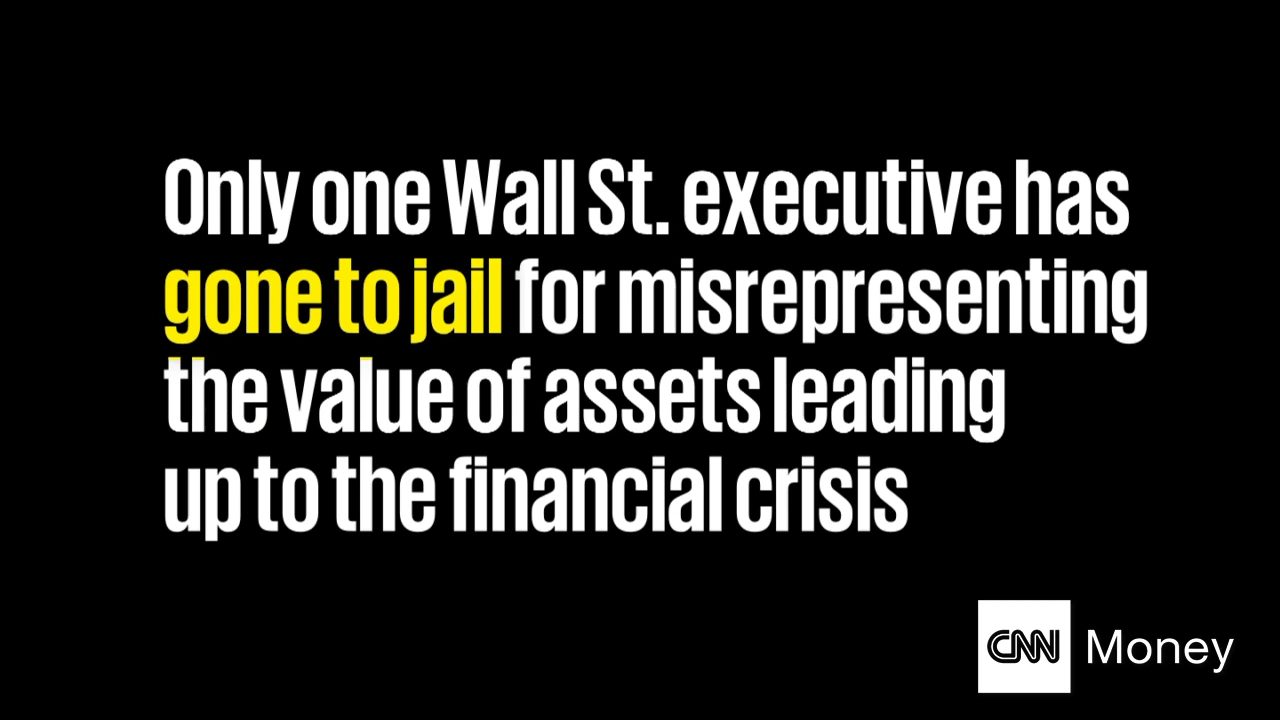 Only one Wall St. executive has
gone to jail for misrepresenting
the value of assets leading
up to the financial crisis
CNN Money